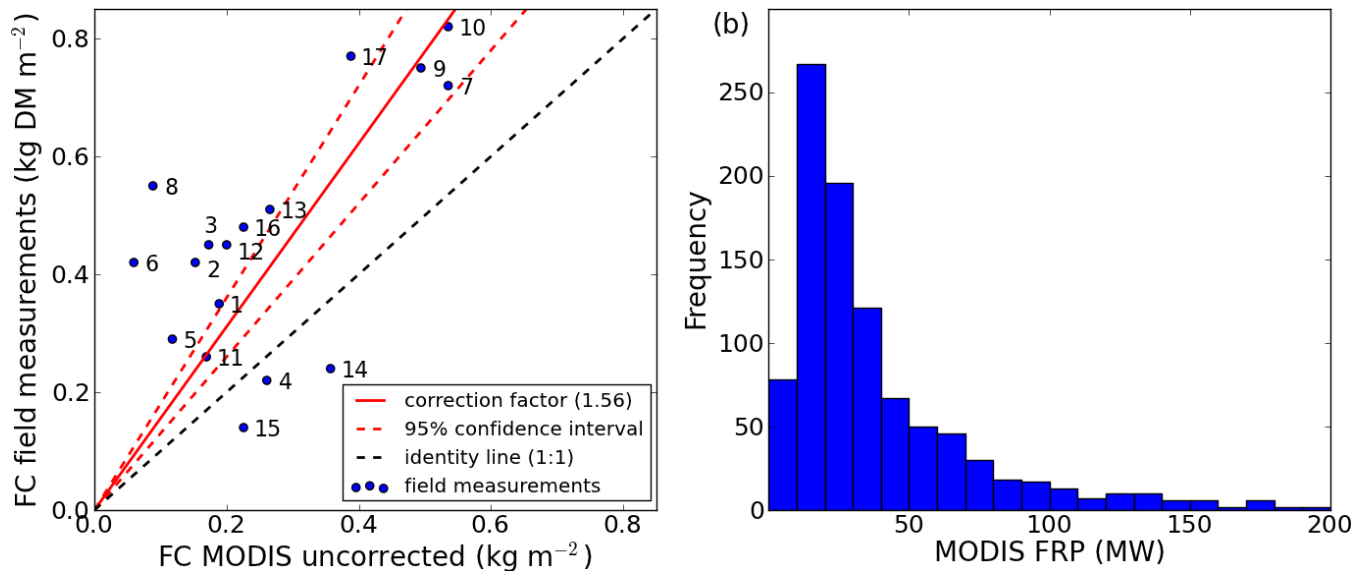 FC field measurements (kg DM m⁻²)
0.8
0.6
0.4
0.2
0.0
10
17
9
7
8
13
3
16
12
6
2
1
5
11
14
4
15
correction factor (1.56)
95% confidence interval
identity line (1:1)
field measurements
0.0 0.2 0.4 0.6 0.8
FC MODIS uncorrected (kg m⁻²)
(b)
Frequency
250
200
150
100
50
0
50 100 150 200
MODIS FRP (MW)